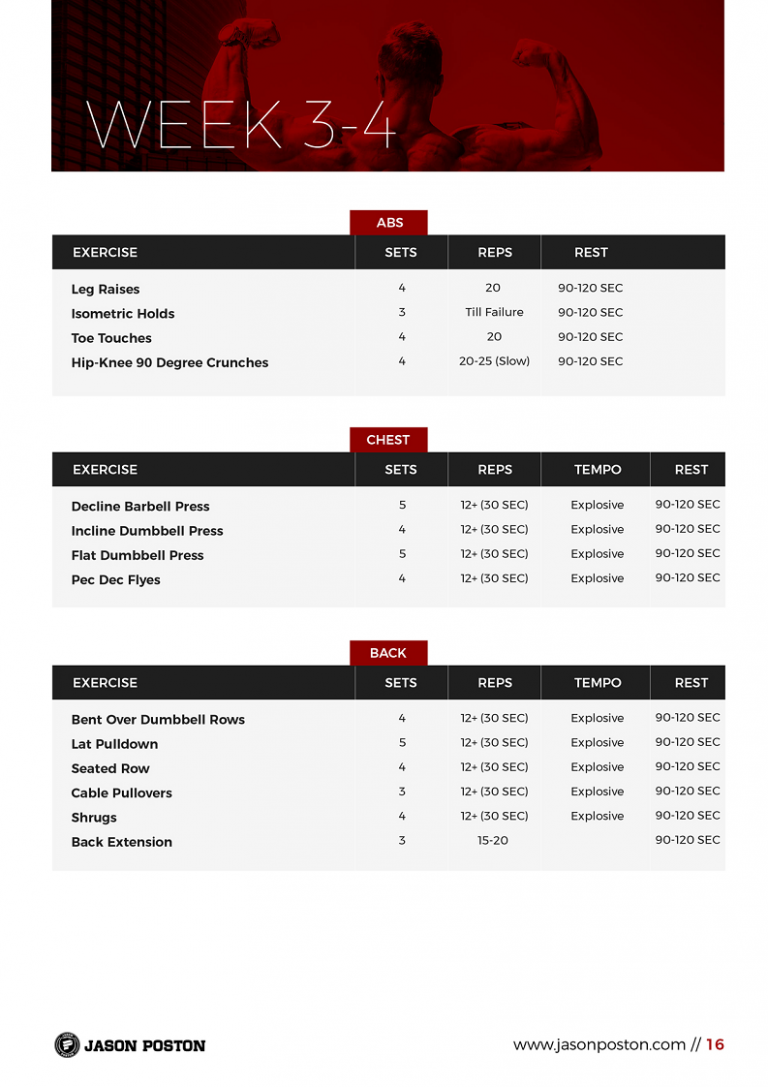 WEEK 3-4
ABS
EXERCISE SETS REPS REST
Leg Raises 4 20 90-120 SEC
Isometric Holds 3 Till Failure 90-120 SEC
Toe Touches 4 20 90-120 SEC
Hip-Knee 90 Degree Crunches 4 20-25 (Slow) 90-120 SEC
CHEST
EXERCISE SETS REPS TEMPO REST
Decline Barbell Press 5 12+ (30 SEC) Explosive 90-120 SEC
Incline Dumbbell Press 4 12+ (30 SEC) Explosive 90-120 SEC
Flat Dumbbell Press 5 12+ (30 SEC) Explosive 90-120 SEC
Pec Dec Flyes 4 12+ (30 SEC) Explosive 90-120 SEC
BACK
EXERCISE SETS REPS TEMPO REST
Bent Over Dumbbell Rows 4 12+ (30 SEC) Explosive 90-120 SEC
Lat Pulldown 5 12+ (30 SEC) Explosive 90-120 SEC
Seated Row 4 12+ (30 SEC) Explosive 90-120 SEC
Cable Pullovers 3 12+ (30 SEC) Explosive 90-120 SEC
Shrugs 4 12+ (30 SEC) Explosive 90-120 SEC
Back Extension 3 15-20 90-120 SEC
JASON POSTON www.jasonposton.com // 16